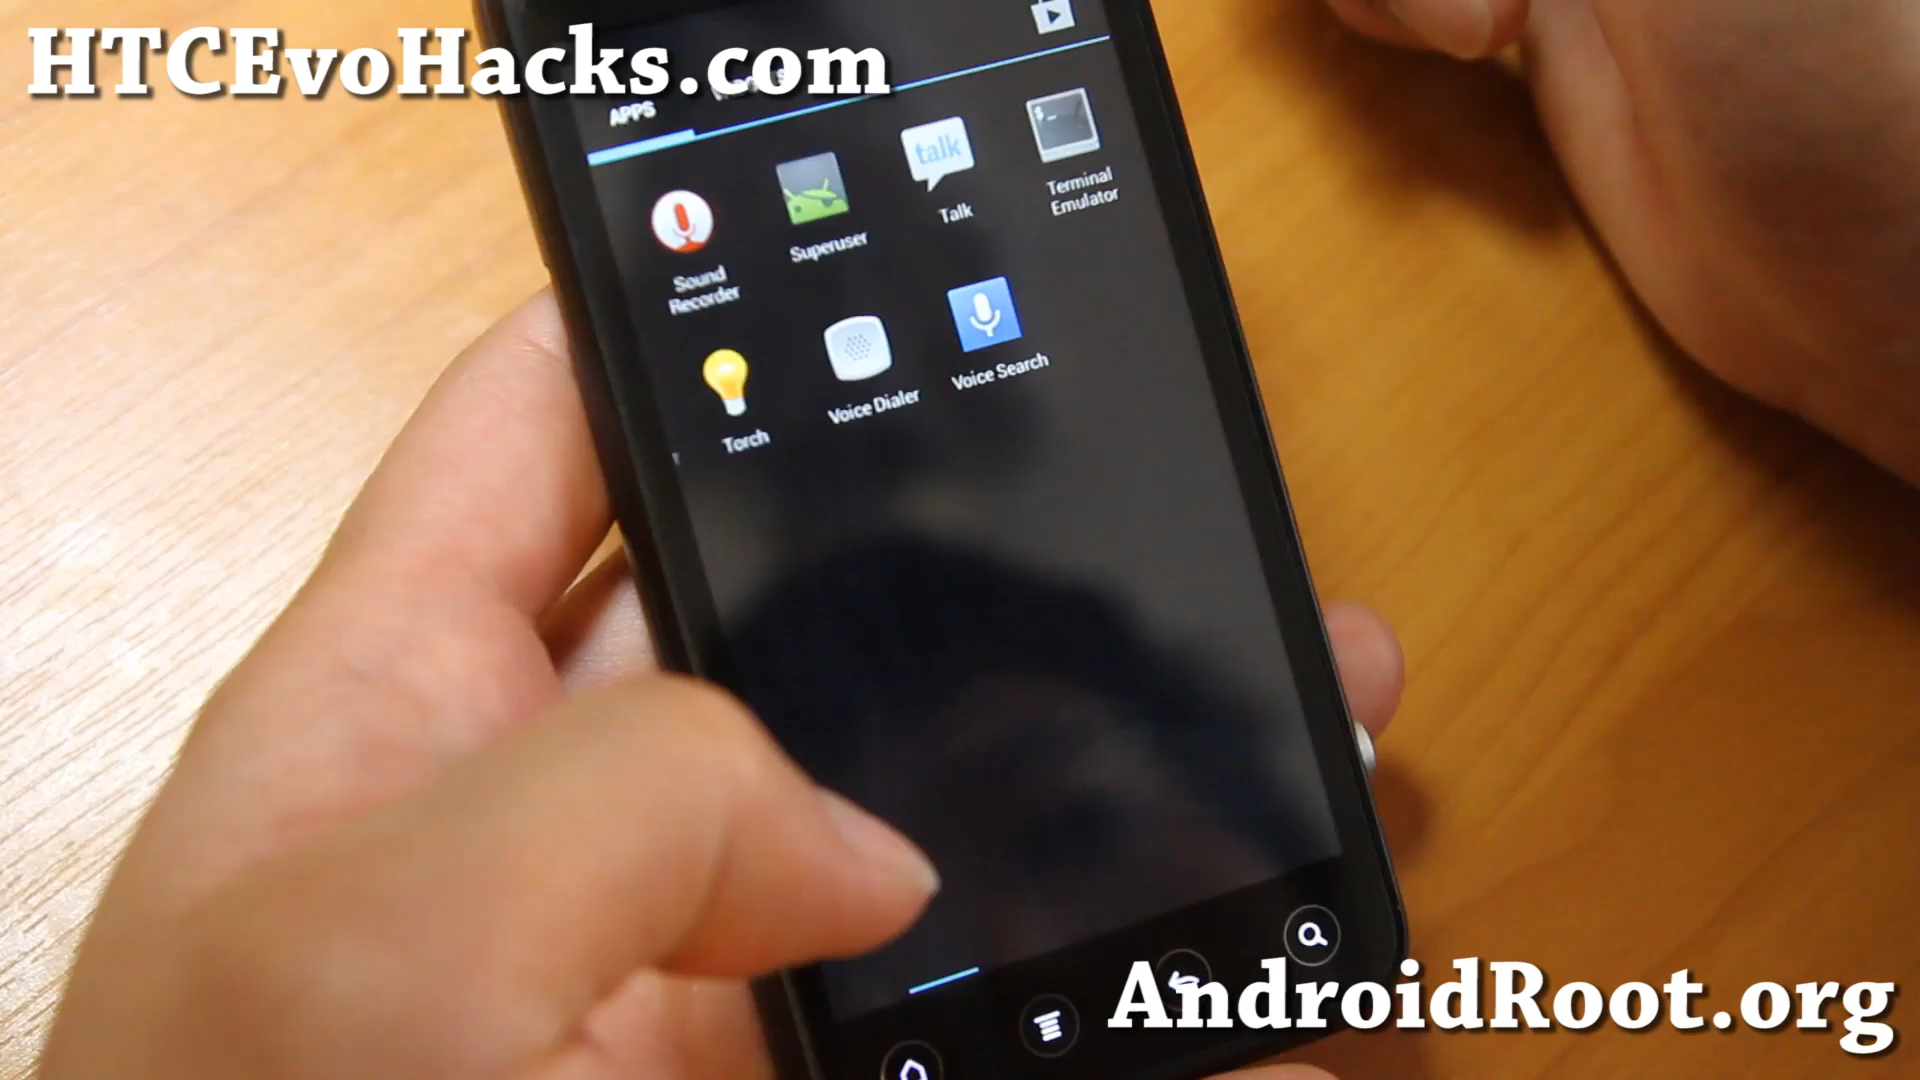 HTCEvoHacks.com
APPS
talk
$_
Sound
Recorder
Superuser
Talk
Terminal
Emulator
Torch
Voice Dialer
Voice Search
AndroidRoot.org